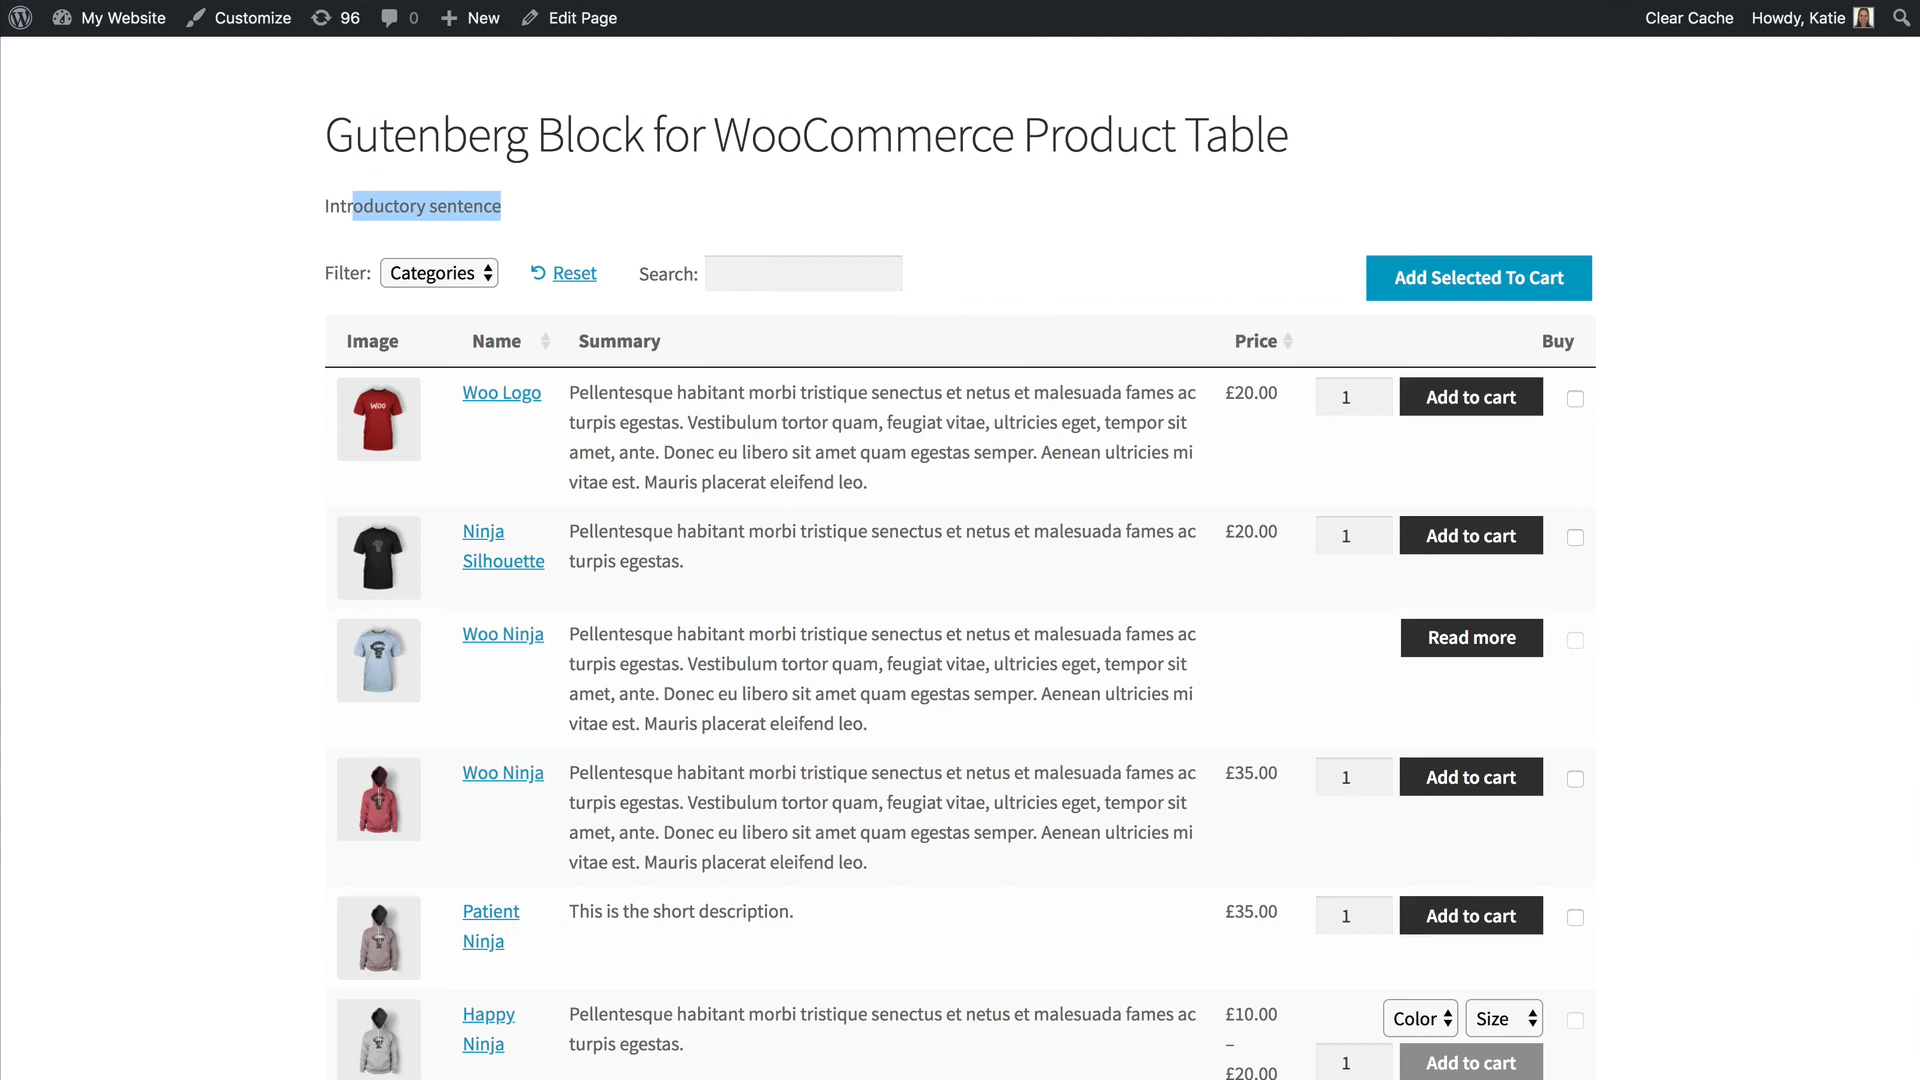 My Website Customize 96 0 New Edit Page Clear Cache Howdy, Katie
Gutenberg Block for WooCommerce Product Table
Introductory sentence
Filter: Categories Reset Search: Add Selected To Cart
Image Name Summary Price Buy
Woo Logo Pellentesque habitant morbi tristique senectus et netus et malesuada fames ac £20.00 1 Add to cart
turpis egestas. Vestibulum tortor quam, feugiat vitae, ultricies eget, tempor sit
amet, ante. Donec eu libero sit amet quam egestas semper. Aenean ultricies mi
vitae est. Mauris placerat eleifend leo.
WOO
Ninja Pellentesque habitant morbi tristique senectus et netus et malesuada fames ac £20.00 1 Add to cart
Silhouette turpis egestas.
Woo Ninja Pellentesque habitant morbi tristique senectus et netus et malesuada fames ac Read more
turpis egestas. Vestibulum tortor quam, feugiat vitae, ultricies eget, tempor sit
amet, ante. Donec eu libero sit amet quam egestas semper. Aenean ultricies mi
vitae est. Mauris placerat eleifend leo.
Woo Ninja Pellentesque habitant morbi tristique senectus et netus et malesuada fames ac £35.00 1 Add to cart
turpis egestas. Vestibulum tortor quam, feugiat vitae, ultricies eget, tempor sit
amet, ante. Donec eu libero sit amet quam egestas semper. Aenean ultricies mi
vitae est. Mauris placerat eleifend leo.
Patient This is the short description. £35.00 1 Add to cart
Ninja
Happy Pellentesque habitant morbi tristique senectus et netus et malesuada fames ac £10.00 Color Size
Ninja turpis egestas. –
£20.00 1 Add to cart